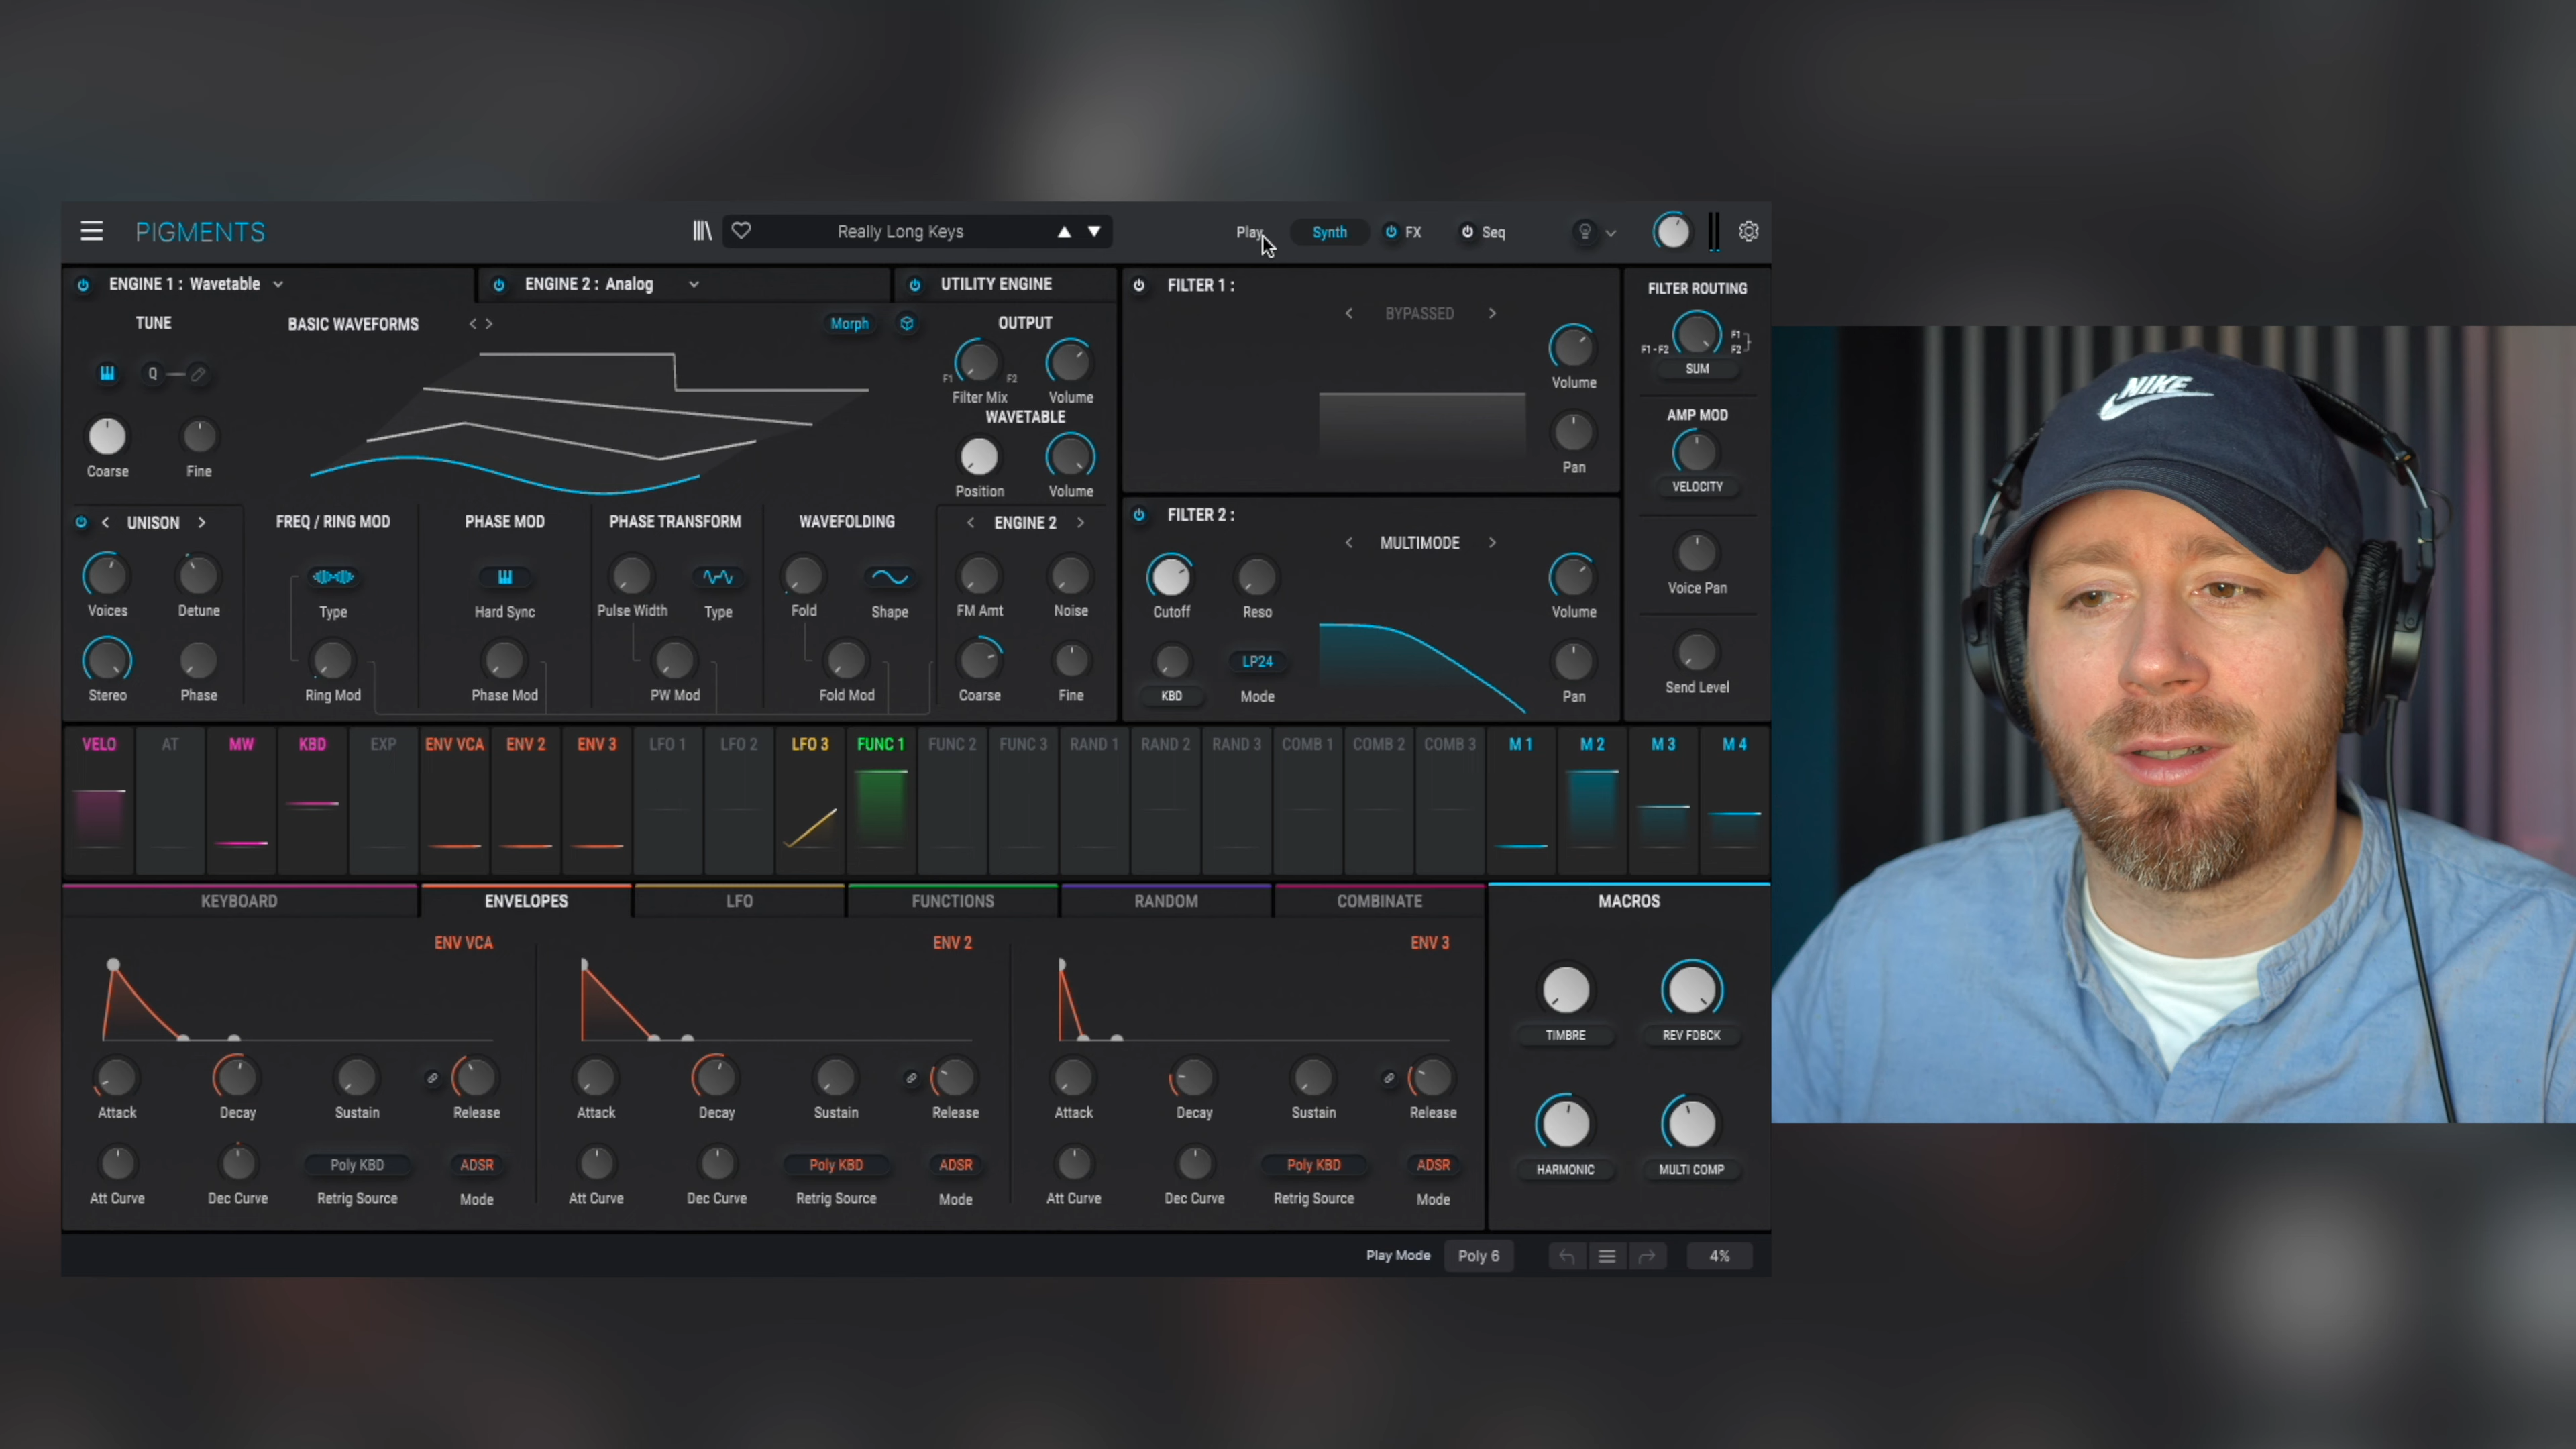 PIGMENTS
Really Long Keys
Play
Synth
FX
Seq
ENGINE 1 : Wavetable
ENGINE 2 : Analog
UTILITY ENGINE
TUNE
Q
Coarse
Fine
BASIC WAVEFORMS
Morph
OUTPUT
F1
F2
Filter Mix
Volume
WAVETABLE
Position
Volume
UNISON
Voices
Detune
Stereo
Phase
FREQ / RING MOD
Type
Ring Mod
PHASE MOD
Hard Sync
Phase Mod
PHASE TRANSFORM
Pulse Width
Type
PW Mod
WAVEFOLDING
Fold
Shape
Fold Mod
ENGINE 2
FM Amt
Noise
Coarse
Fine
FILTER 1 :
BYPASSED
Volume
Pan
FILTER 2 :
MULTIMODE
Cutoff
Reso
KBD
LP24
Mode
Volume
Pan
FILTER ROUTING
F1 - F2
F1
F2
SUM
AMP MOD
VELOCITY
Voice Pan
Send Level
VELO
AT
MW
KBD
EXP
ENV VCA
ENV 2
ENV 3
LFO 1
LFO 2
LFO 3
FUNC 1
FUNC 2
FUNC 3
RAND 1
RAND 2
RAND 3
COMB 1
COMB 2
COMB 3
M 1
M 2
M 3
M 4
KEYBOARD
ENVELOPES
LFO
FUNCTIONS
RANDOM
COMBINATE
MACROS
ENV VCA
Attack
Decay
Sustain
Release
Att Curve
Dec Curve
Poly KBD
Retrig Source
ADSR
Mode
ENV 2
Attack
Decay
Sustain
Release
Att Curve
Dec Curve
Poly KBD
Retrig Source
ADSR
Mode
ENV 3
Attack
Decay
Sustain
Release
Att Curve
Dec Curve
Poly KBD
Retrig Source
ADSR
Mode
TIMBRE
REV FDBCK
HARMONIC
MULTI COMP
Play Mode
Poly 6
4%
NIKE